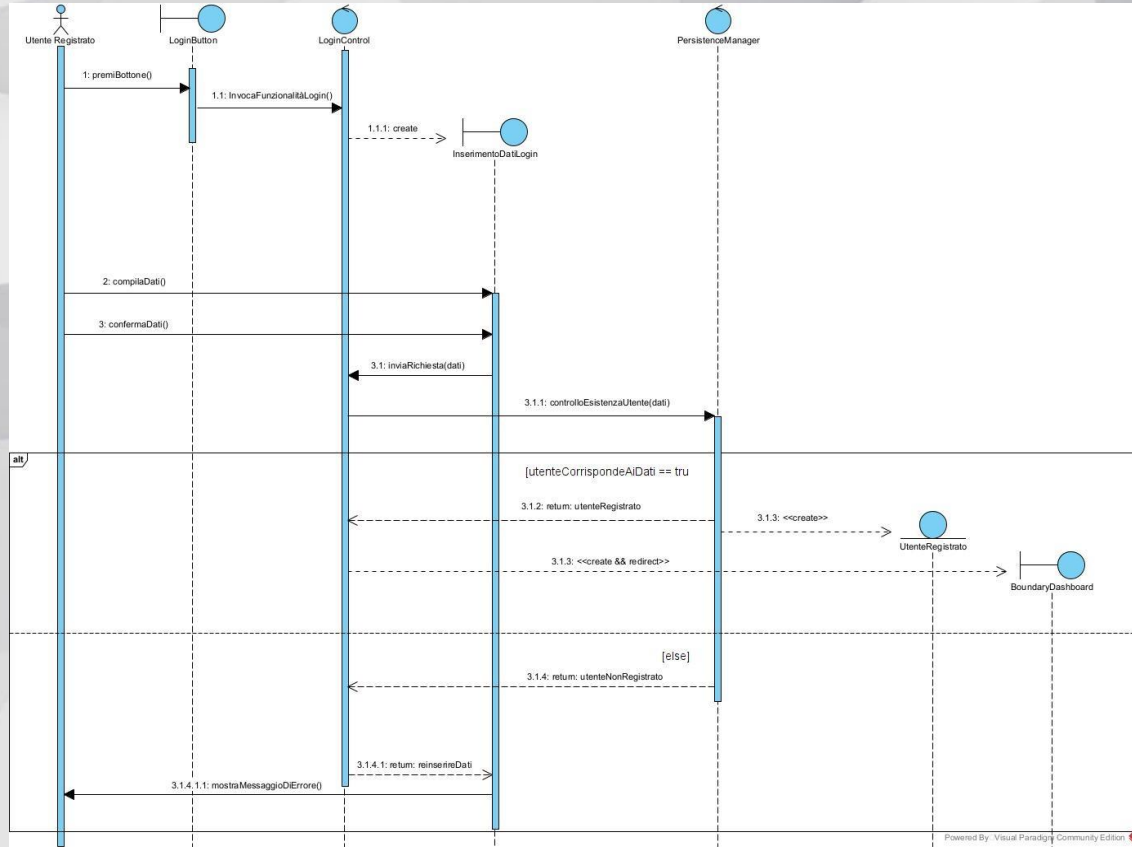 Utente Registrato
LoginButton
LoginControl
PersistenceManager
1: premiBottone()
1.1: InvocaFunzionalitàLogin()
1.1.1: create
InserimentoDatiLogin
2: compilaDati()
3: confermaDati()
3.1: inviaRichiesta(dati)
3.1.1: controlloEsistenzaUtente(dati)
alt
[utenteCorrispondeAiDati == tru
3.1.2: return: utenteRegistrato
3.1.3: <<create>>
UtenteRegistrato
3.1.3: <<create && redirect>>
BoundaryDashboard
[else]
3.1.4: return: utenteNonRegistrato
3.1.4.1: return: reinserireDati
3.1.4.1.1: mostraMessaggioDiErrore()
Powered By Visual Paradigm Community Edition